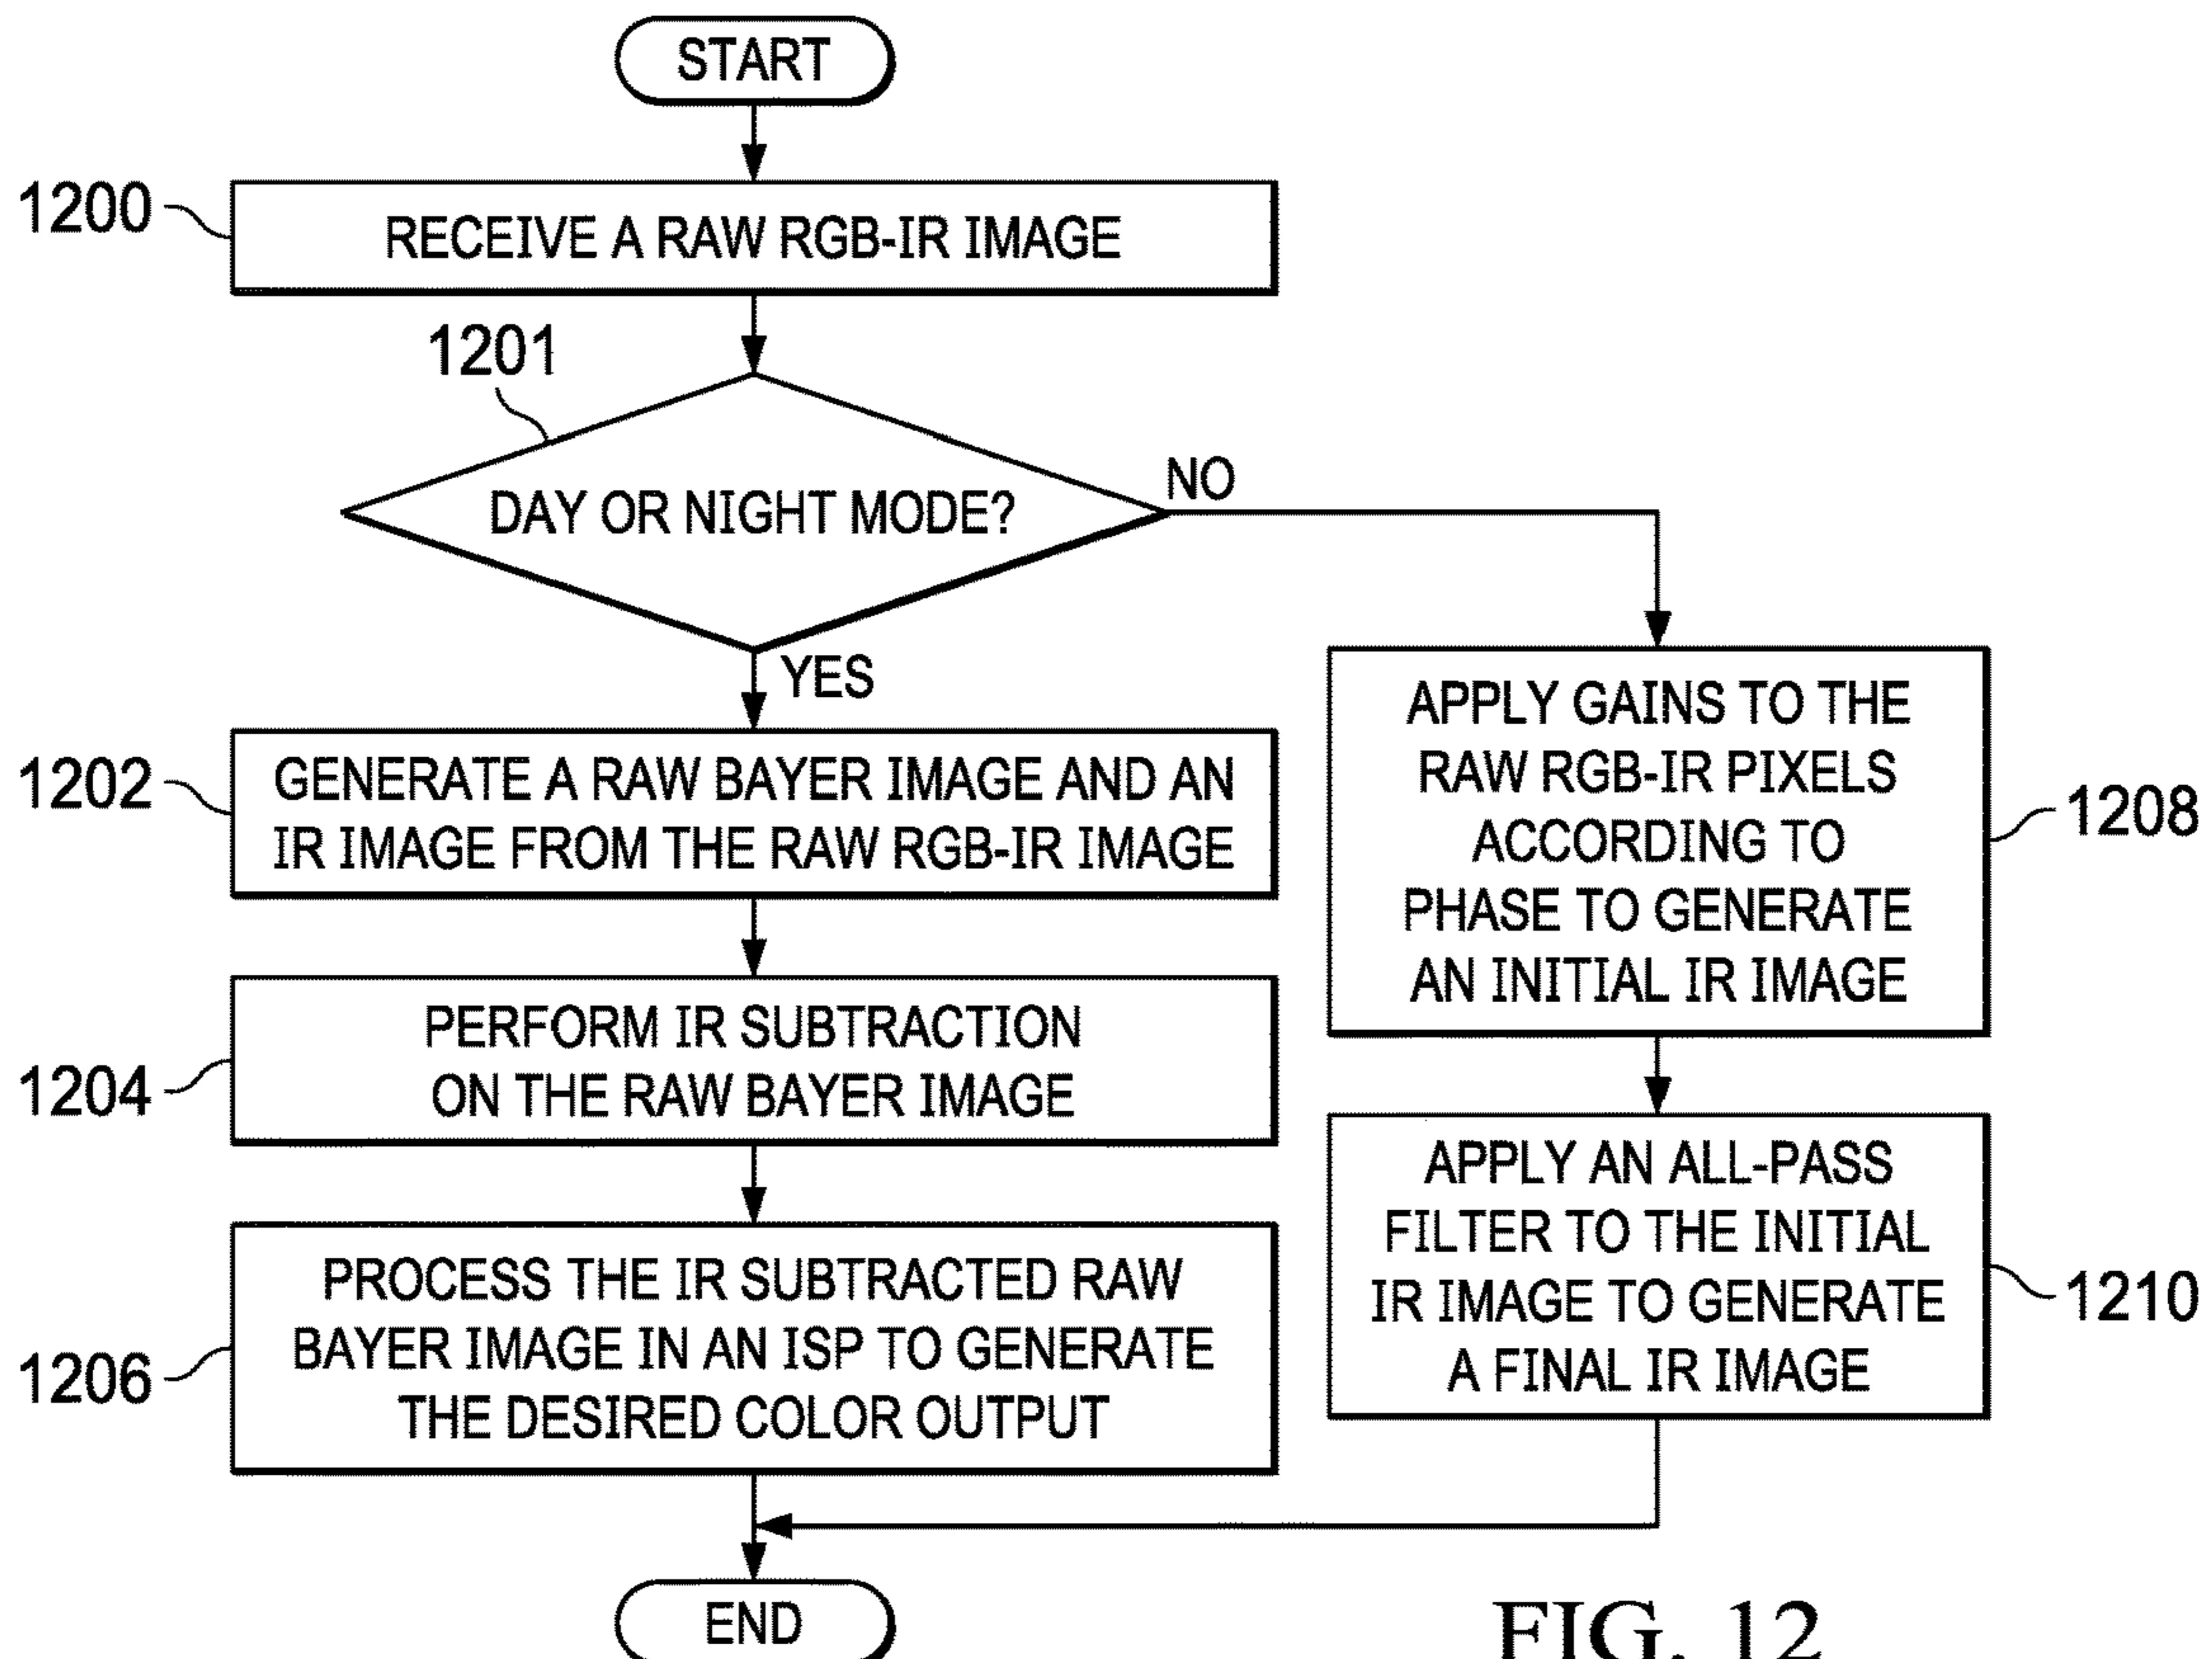 START
1200
RECEIVE A RAW RGB-IR IMAGE
1201
DAY OR NIGHT MODE?
NO
YES
1202
GENERATE A RAW BAYER IMAGE AND AN
IR IMAGE FROM THE RAW RGB-IR IMAGE
1204
PERFORM IR SUBTRACTION
ON THE RAW BAYER IMAGE
1206
PROCESS THE IR SUBTRACTED RAW
BAYER IMAGE IN AN ISP TO GENERATE
THE DESIRED COLOR OUTPUT
APPLY GAINS TO THE
RAW RGB-IR PIXELS
ACCORDING TO
PHASE TO GENERATE
AN INITIAL IR IMAGE
1208
APPLY AN ALL-PASS
FILTER TO THE INITIAL
IR IMAGE TO GENERATE
A FINAL IR IMAGE
1210
END
FIG. 12